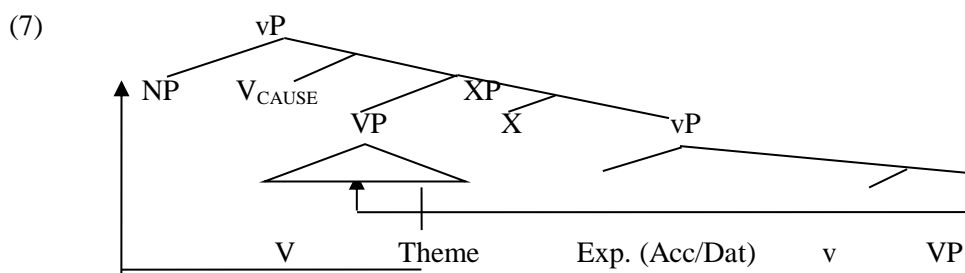 (7) vP
NP V_CAUSE XP
VP X vP
V Theme Exp. (Acc/Dat) v VP